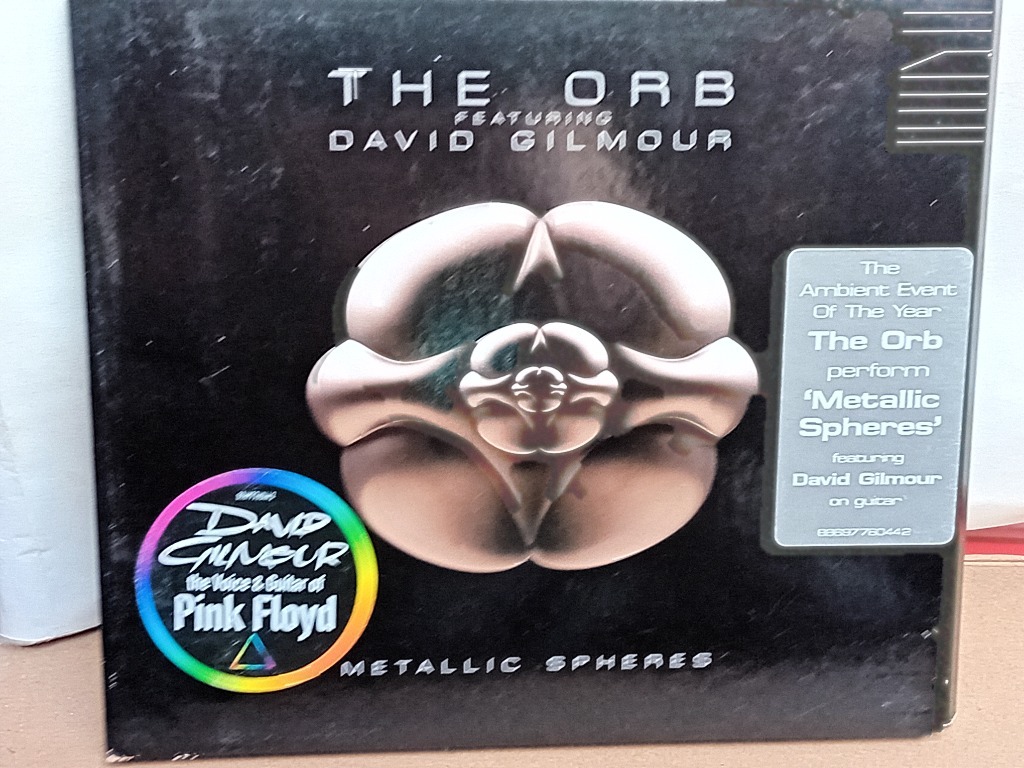 THE ORB
FEATURING
DAVID GILMOUR
The
Ambient Event
Of The Year
The Orb
perform
‘Metallic
Spheres’
featuring
David Gilmour
on guitar
88697760442
DAVID
GILMOUR
the Voice & Guitar of
Pink Floyd
METALLIC SPHERES